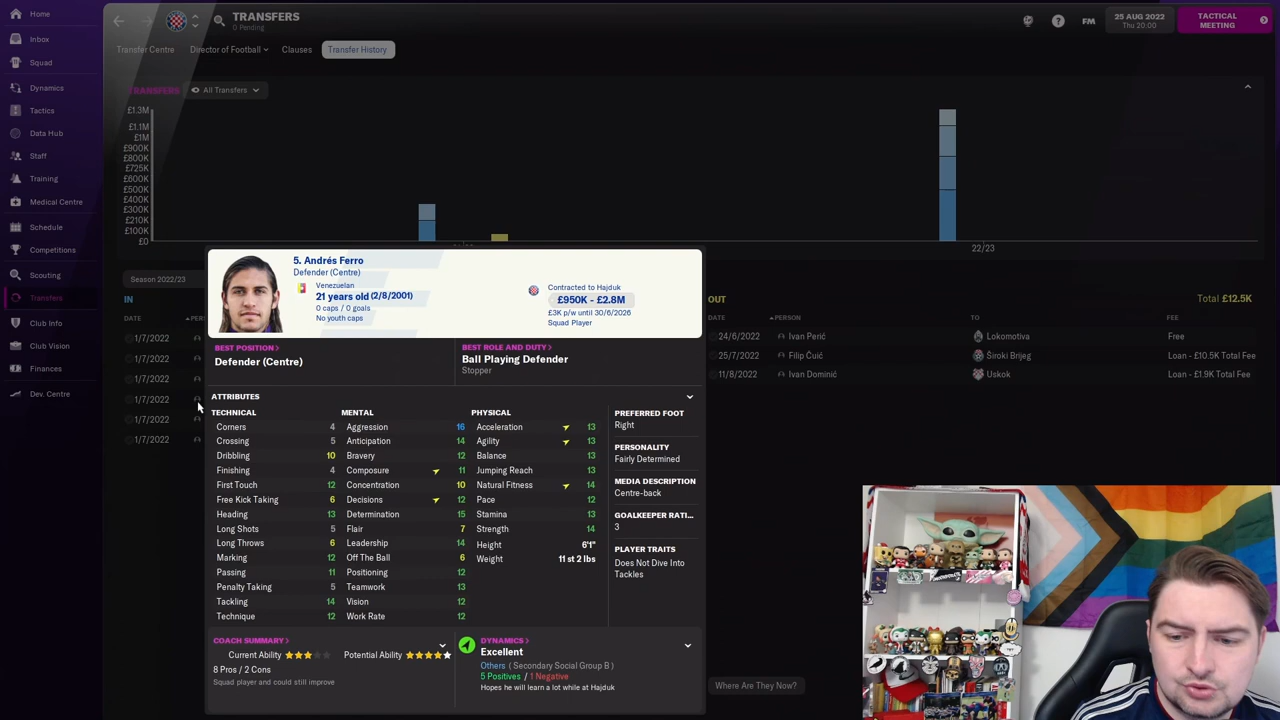 Home
TRANSFERS
0 Pending
FM
25 AUG 2022
Thu 20:00
TACTICAL
MEETING
Inbox
Squad
Dynamics
Tactics
Data Hub
Staff
Training
Medical Centre
Schedule
Competitions
Scouting
Transfers
Club Info
Club Vision
Finances
Dev. Centre
Transfer Centre
Director of Football
Clauses
Transfer History
TRANSFERS
All Transfers
£1.3M
£1.1M
£1M
£900K
£800K
£725K
£600K
£500K
£400K
£300K
£210K
£100K
£0
22/23
Season 2022/23
IN
DATE
1/7/2022
1/7/2022
1/7/2022
1/7/2022
1/7/2022
1/7/2022
5. Andrés Ferro
Defender (Centre)
Venezuelan
21 years old (2/8/2001)
0 caps / 0 goals
No youth caps
Contracted to Hajduk
£950K - £2.8M
£3K p/w until 30/6/2026
Squad Player
BEST POSITION
Defender (Centre)
BEST ROLE AND DUTY
Ball Playing Defender
Stopper
ATTRIBUTES
TECHNICAL
Corners 4
Crossing 5
Dribbling 10
Finishing 4
First Touch 12
Free Kick Taking 6
Heading 13
Long Shots 5
Long Throws 6
Marking 12
Passing 11
Penalty Taking 5
Tackling 14
Technique 12
MENTAL
Aggression 16
Anticipation 14
Bravery 12
Composure 11
Concentration 10
Decisions 12
Determination 15
Flair 7
Leadership 14
Off The Ball 6
Positioning 12
Teamwork 13
Vision 12
Work Rate 12
PHYSICAL
Acceleration 13
Agility 13
Balance 13
Jumping Reach 13
Natural Fitness 14
Pace 12
Stamina 13
Strength 14
Height 6'1"
Weight 11 st 2 lbs
PREFERRED FOOT
Right
PERSONALITY
Fairly Determined
MEDIA DESCRIPTION
Centre-back
GOALKEEPER RATI...
3
PLAYER TRAITS
Does Not Dive Into
Tackles
COACH SUMMARY
Current Ability
Potential Ability
8 Pros / 2 Cons
Squad player and could still improve
DYNAMICS
Excellent
Others ( Secondary Social Group B )
5 Positives / 1 Negative
Hopes he will learn a lot while at Hajduk
OUT
Total £12.5K
DATE PERSON TO FEE
24/6/2022 Ivan Perić Lokomotiva Free
25/7/2022 Filip Čuić Široki Brijeg Loan - £10.5K Total Fee
11/8/2022 Ivan Dominić Uskok Loan - £1.9K Total Fee
Where Are They Now?